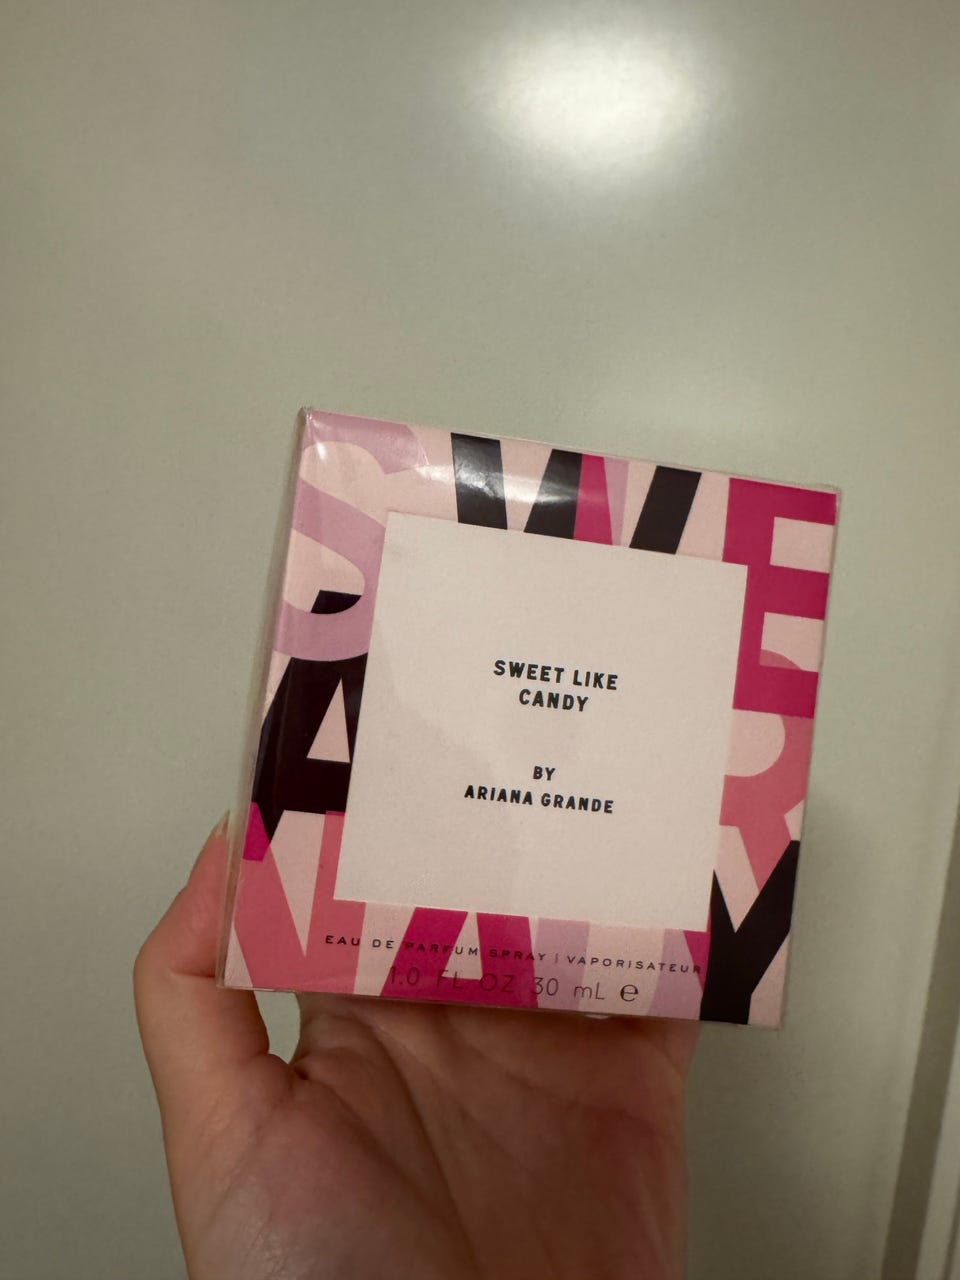 SWEET LIKE
CANDY
BY
ARIANA GRANDE
EAU DE PARFUM SPRAY | VAPORISATEUR
1.0 FL OZ 30 mL ℮